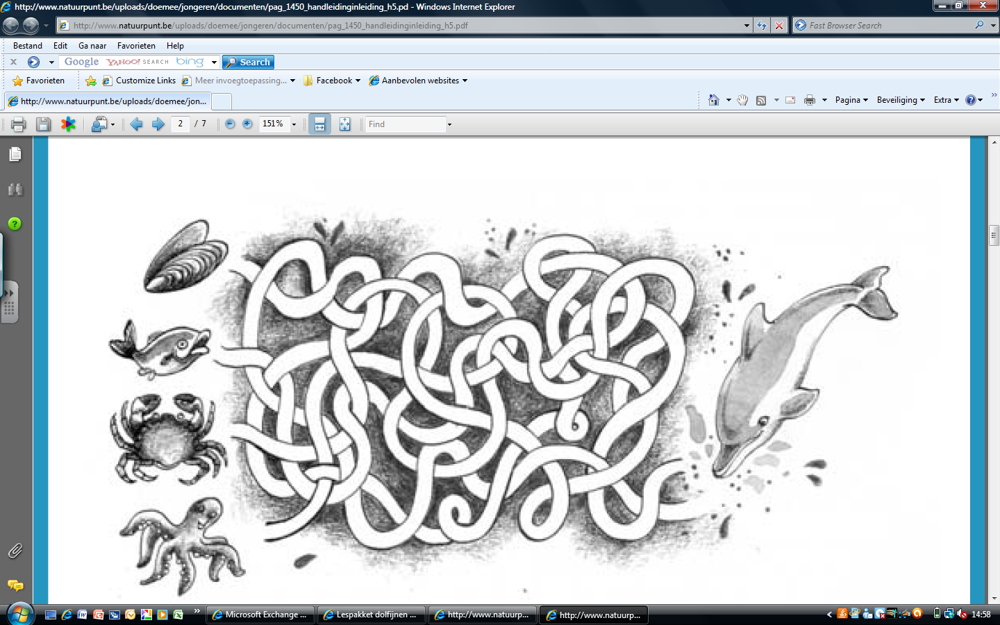 http://www.natuurpunt.be/uploads/doemee/jongeren/documenten/pag_1450_handleidinginleiding_h5.pd - Windows Internet Explorer
http://www.natuurpunt.be/uploads/doemee/jongeren/documenten/pag_1450_handleidinginleiding_h5.pdf Fast Browser Search
Bestand Edit Ga naar Favorieten Help
x Google YAHOO! SEARCH bing Search
Favorieten Customize Links Meer invoegtoepassing... Facebook Aanbevolen websites
http://www.natuurpunt.be/uploads/doemee/jon... Pagina Beveiliging Extra »
2 / 7 151% Find
» Microsoft Exchange ... Lespakket dolfijnen ... http://www.natuurp... http://www.natuurp... < 14:58